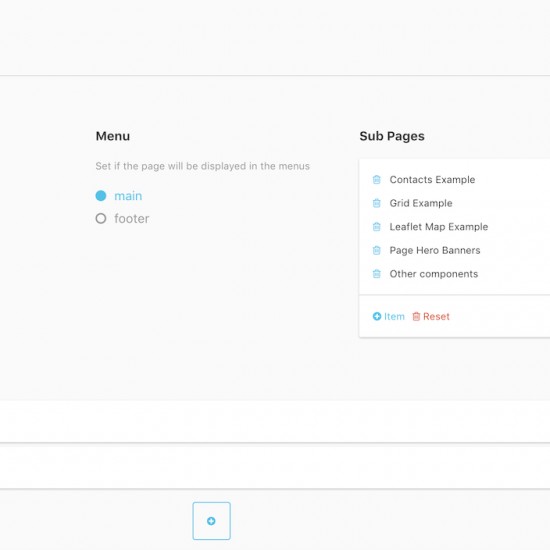 Menu
Set if the page will be displayed in the menus
main
footer
Sub Pages
Contacts Example
Grid Example
Leaflet Map Example
Page Hero Banners
Other components
Item Reset